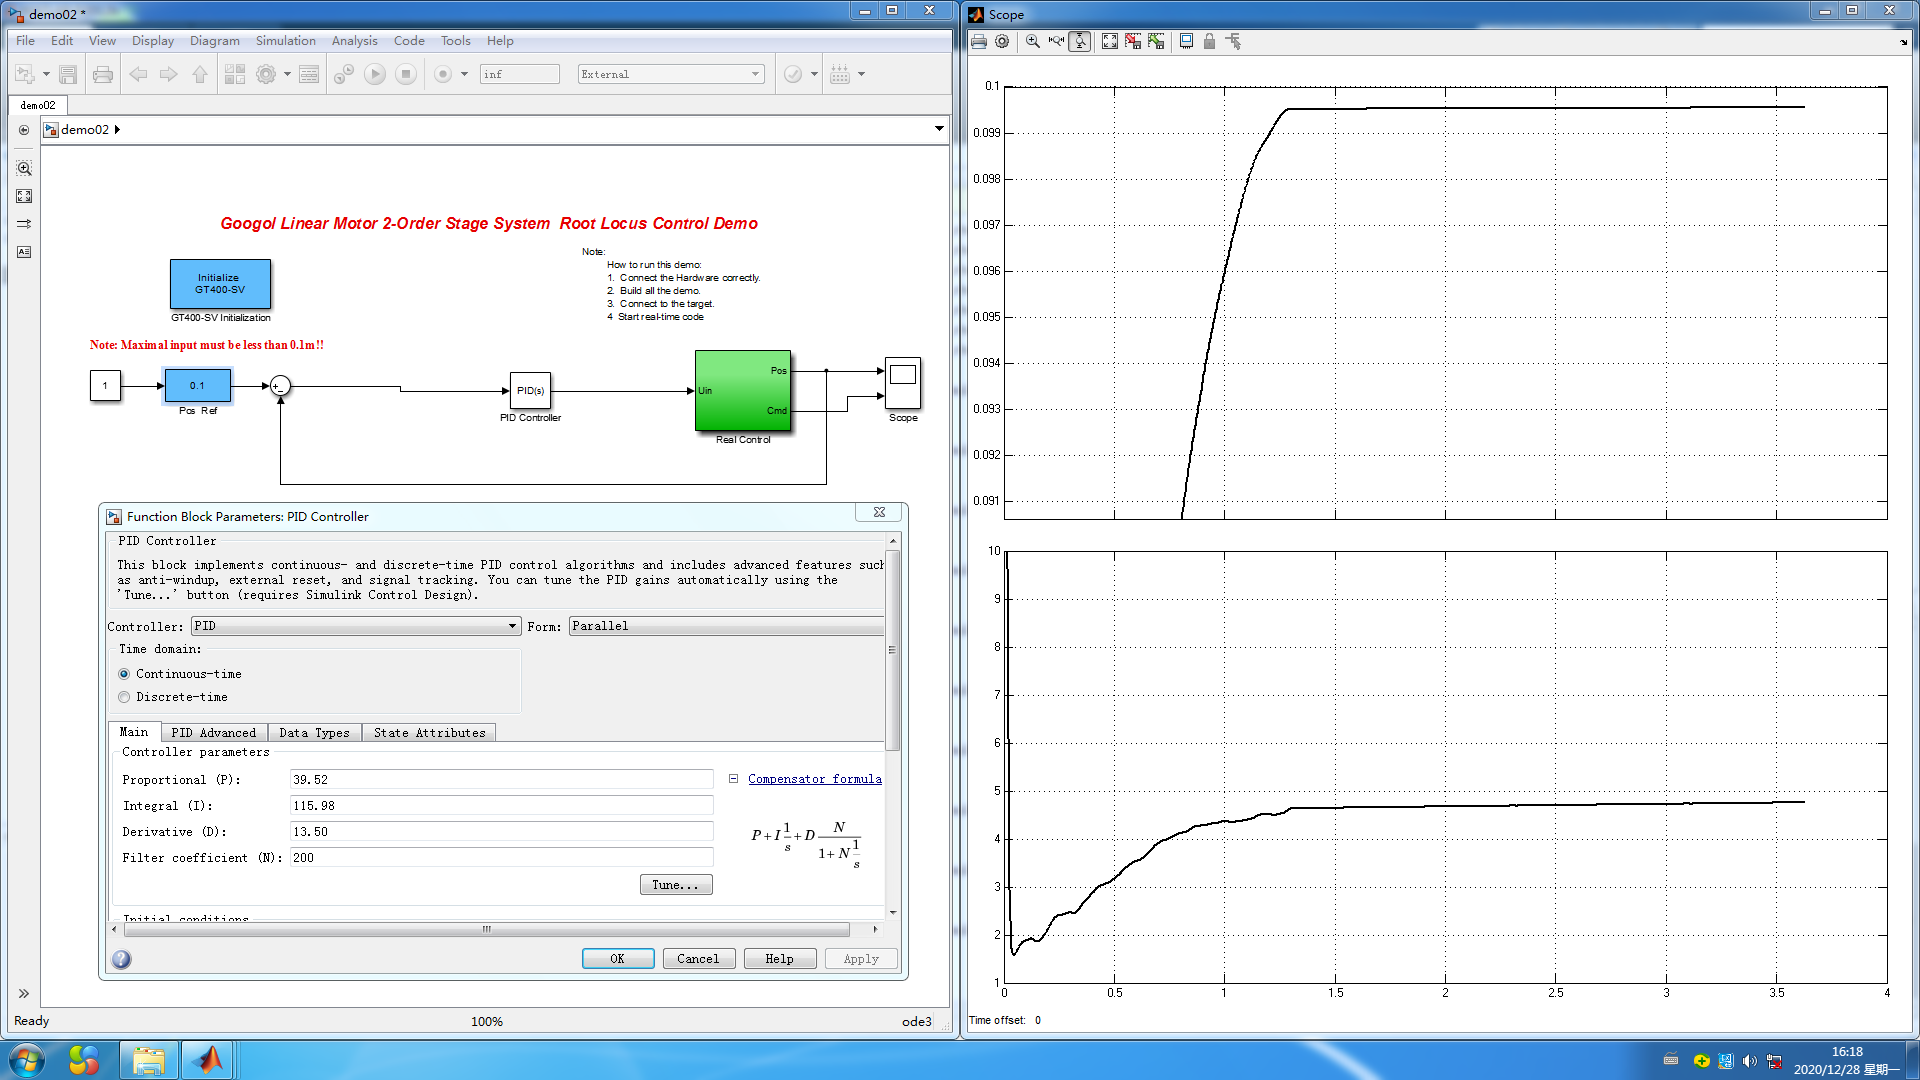 demo02 *
File Edit View Display Diagram Simulation Analysis Code Tools Help
inf
External
demo02
demo02
Googol Linear Motor 2-Order Stage System Root Locus Control Demo
Note:
How to run this demo:
1. Connect the Hardware correctly.
2. Build all the demo.
3. Connect to the target.
4 Start real-time code
Initialize
GT400-SV
GT400-SV Initialization
Note: Maximal input must be less than 0.1m!!
1
0.1
Pos Ref
PID(s)
PID Controller
Uin
Pos
Cmd
Real Control
Scope
Function Block Parameters: PID Controller
PID Controller
This block implements continuous- and discrete-time PID control algorithms and includes advanced features such
as anti-windup, external reset, and signal tracking. You can tune the PID gains automatically using the
'Tune...' button (requires Simulink Control Design).
Controller: PID
Form: Parallel
Time domain:
Continuous-time
Discrete-time
Main PID Advanced Data Types State Attributes
Controller parameters
Proportional (P): 39.52
Integral (I): 115.98
Derivative (D): 13.50
Filter coefficient (N): 200
Compensator formula
P+I 1/s +D N/(1+N 1/s)
Tune...
Initial conditions
OK Cancel Help Apply
Ready
100%
ode3
Scope
0.1
0.099
0.098
0.097
0.096
0.095
0.094
0.093
0.092
0.091
10
9
8
7
6
5
4
3
2
1
0 0.5 1 1.5 2 2.5 3 3.5 4
Time offset: 0
16:18
2020/12/28 星期一